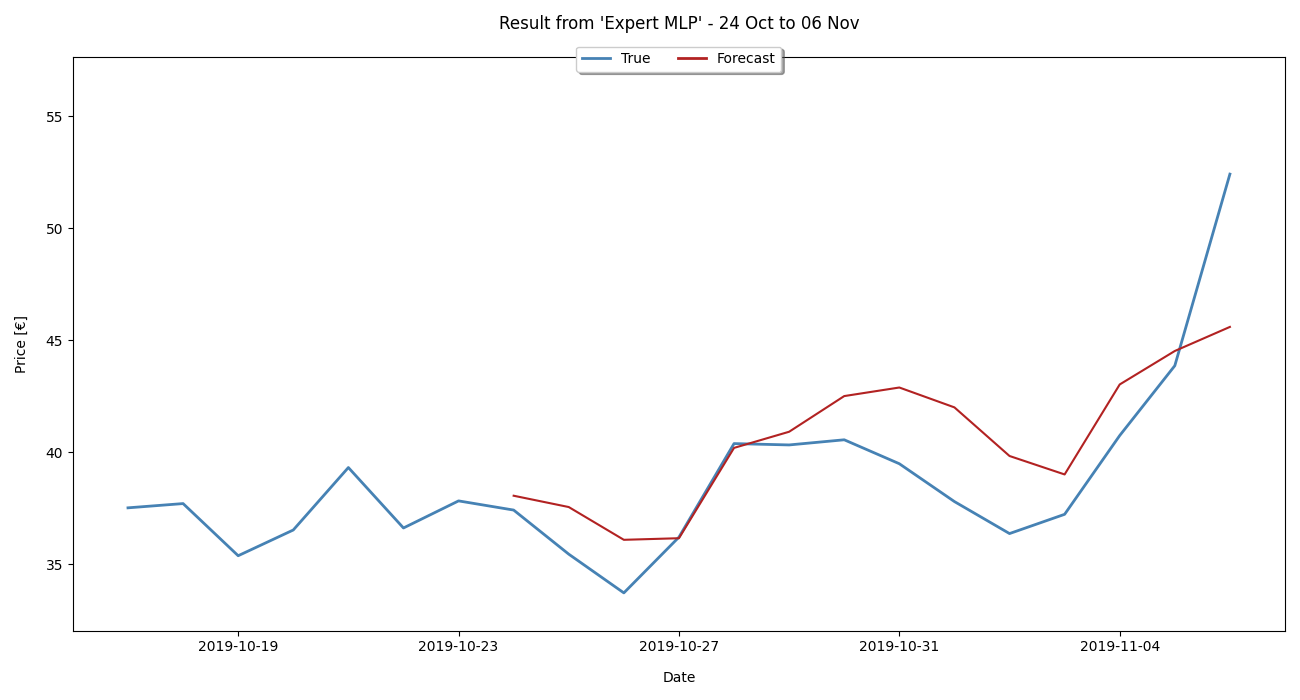 Result from 'Expert MLP' - 24 Oct to 06 Nov
True Forecast
55
50
45
40
35
Price [€]
2019-10-19 2019-10-23 2019-10-27 2019-10-31 2019-11-04
Date